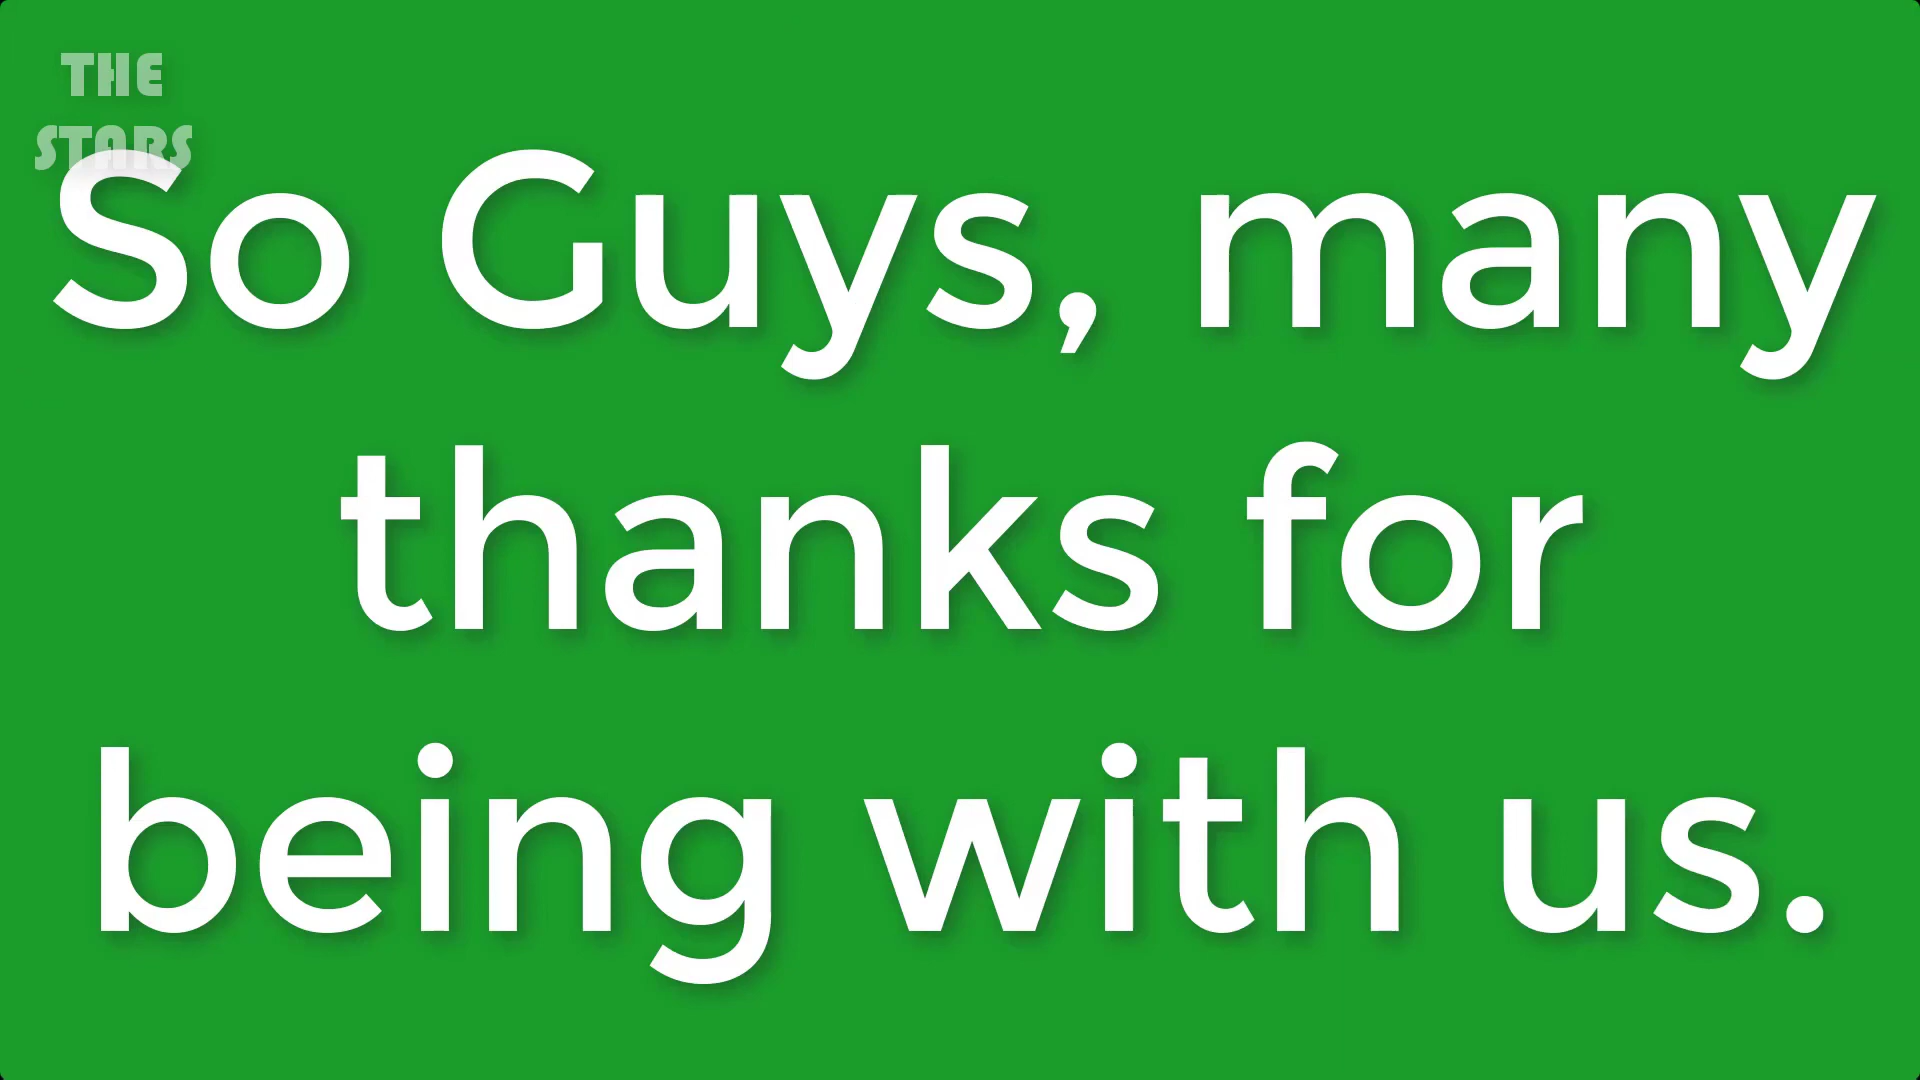 THE
STARS
So Guys, many
thanks for
being with us.